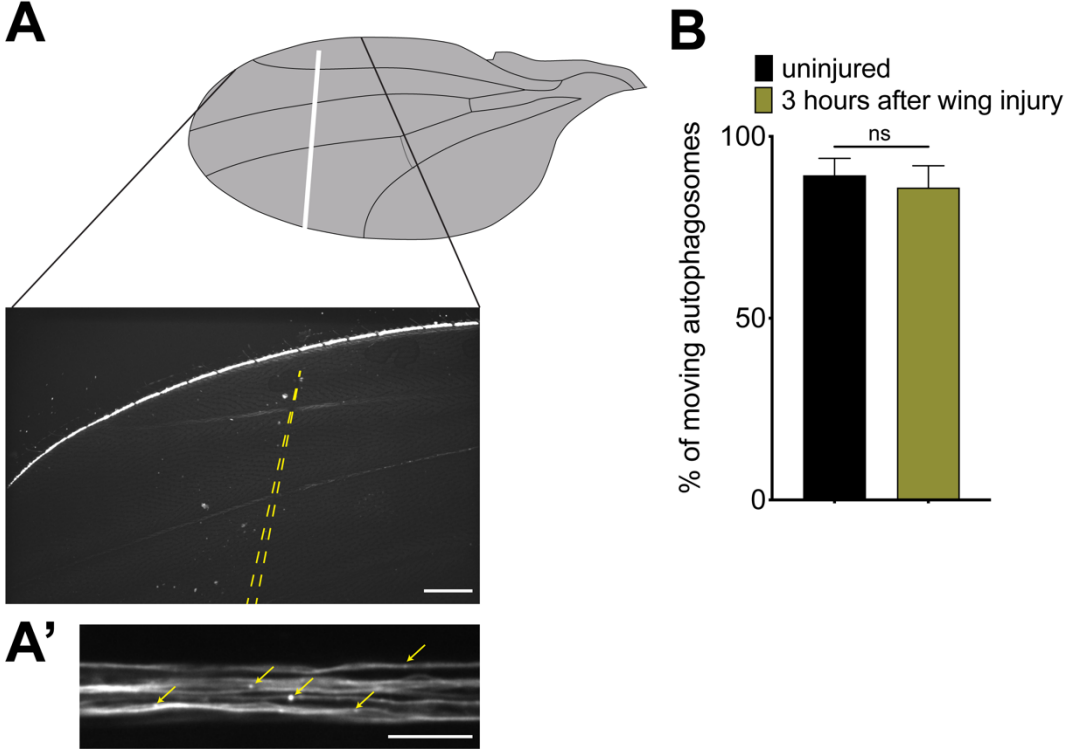 A
B
uninjured
3 hours after wing injury
% of moving autophagosomes
100
ns
50
0
A’